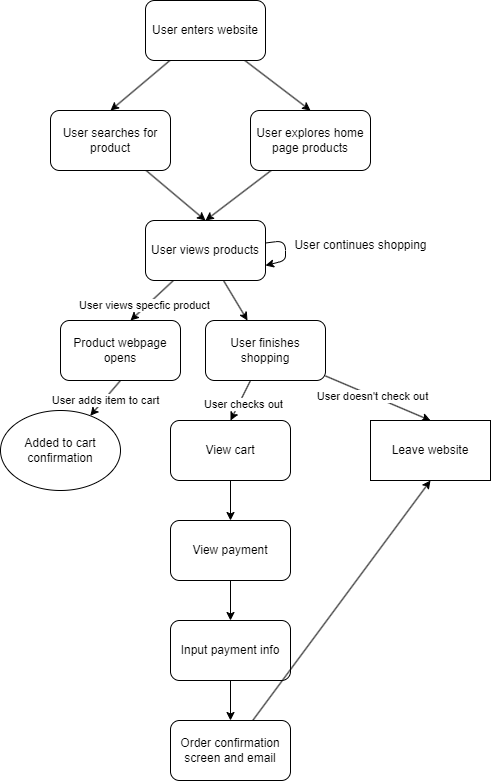 User enters website
User searches for
product
User explores home
page products
User views products
User continues shopping
User views specfic product
Product webpage
opens
User finishes
shopping
User adds item to cart
User checks out
User doesn't check out
Added to cart
confirmation
View cart
Leave website
View payment
Input payment info
Order confirmation
screen and email